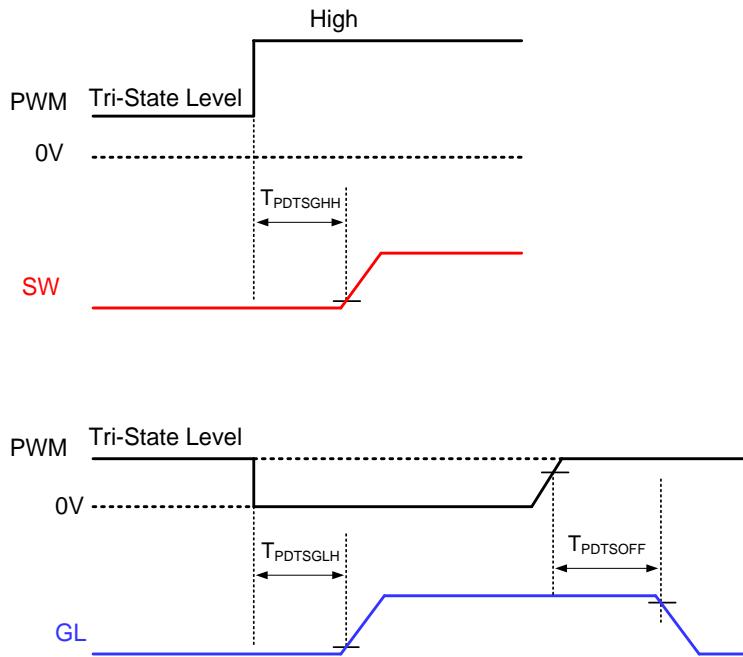 High
PWM Tri-State Level
0V
TPDTSGHH
SW
PWM Tri-State Level
0V
TPDTSGLH
TPDTSOFF
GL